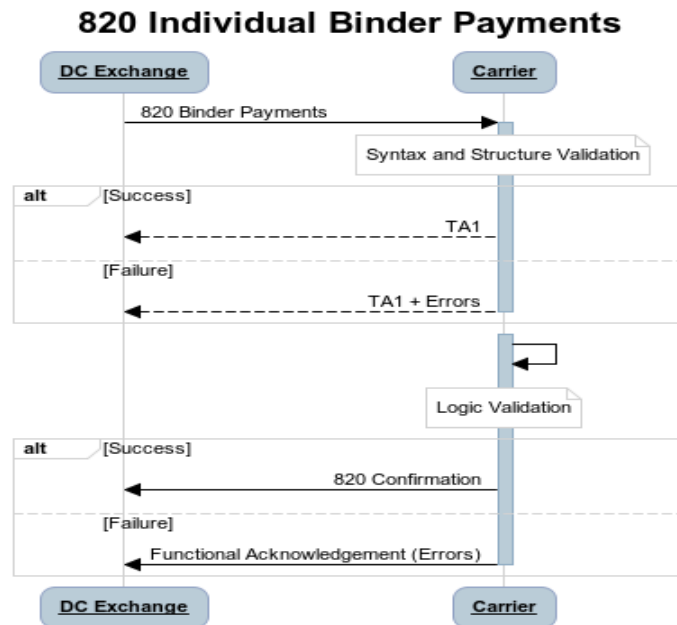 820 Individual Binder Payments
DC Exchange
Carrier
820 Binder Payments
Syntax and Structure Validation
alt
[Success]
TA1
[Failure]
TA1 + Errors
Logic Validation
alt
[Success]
820 Confirmation
[Failure]
Functional Acknowledgement (Errors)
DC Exchange
Carrier